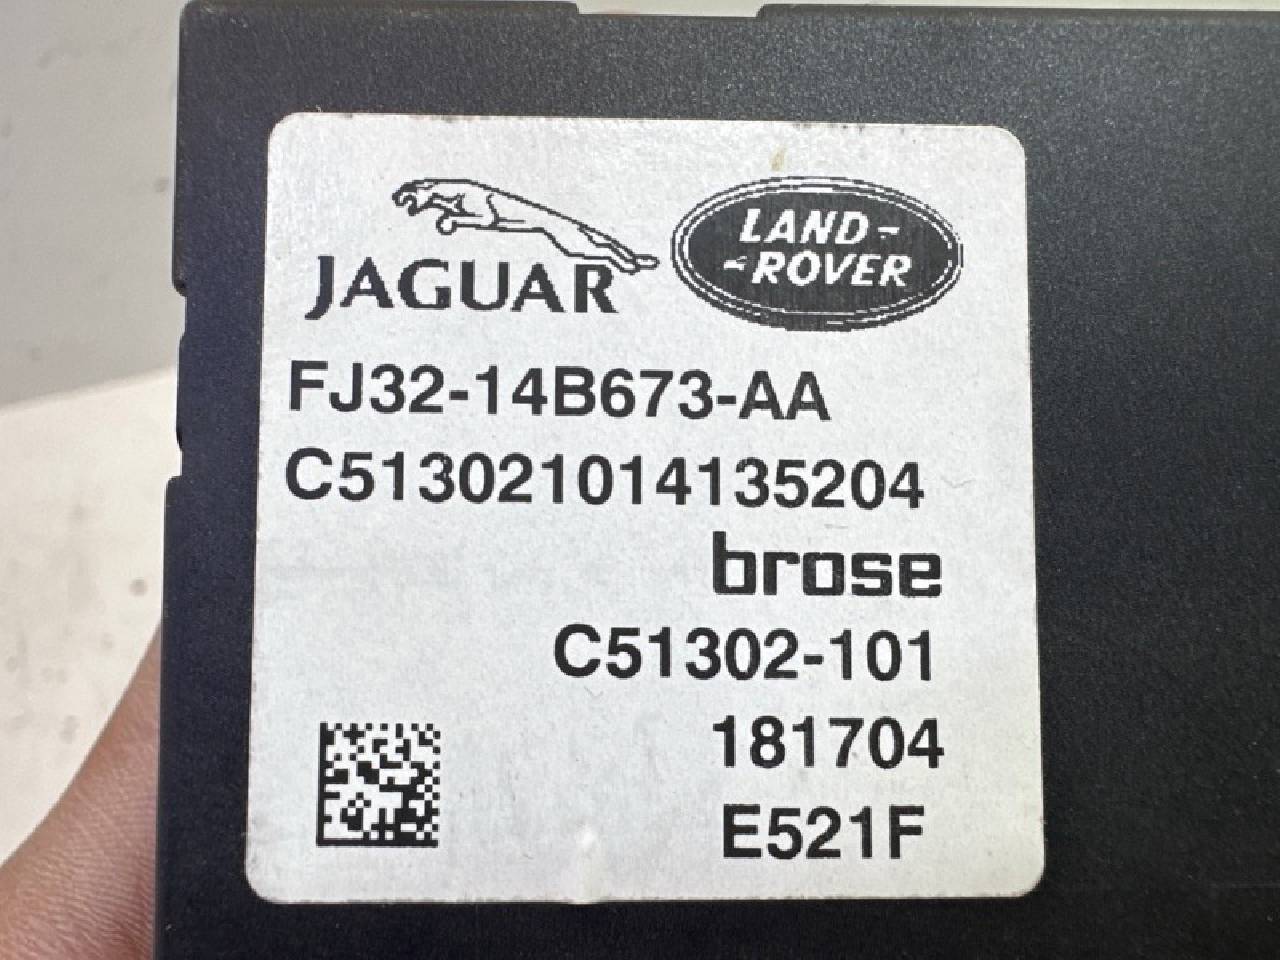 JAGUAR
LAND-
-ROVER
FJ32-14B673-AA
C513021014135204
brose
C51302-101
181704
E521F